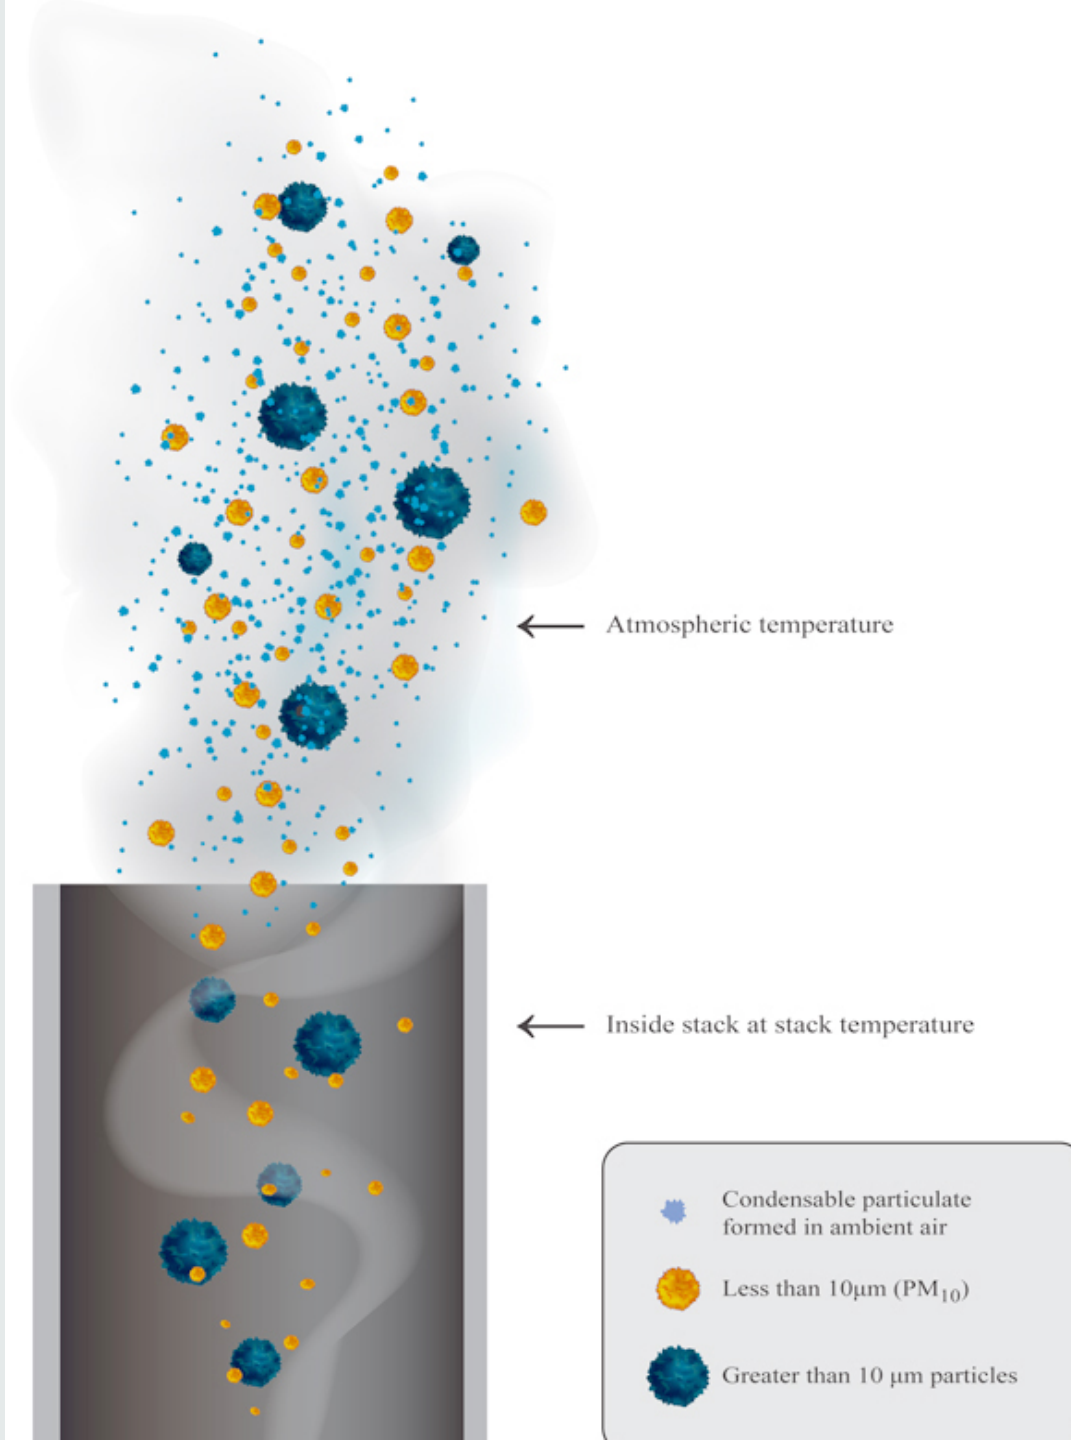 Atmospheric temperature
Inside stack at stack temperature
Condensable particulate
formed in ambient air
Less than 10μm (PM₁₀)
Greater than 10 μm particles